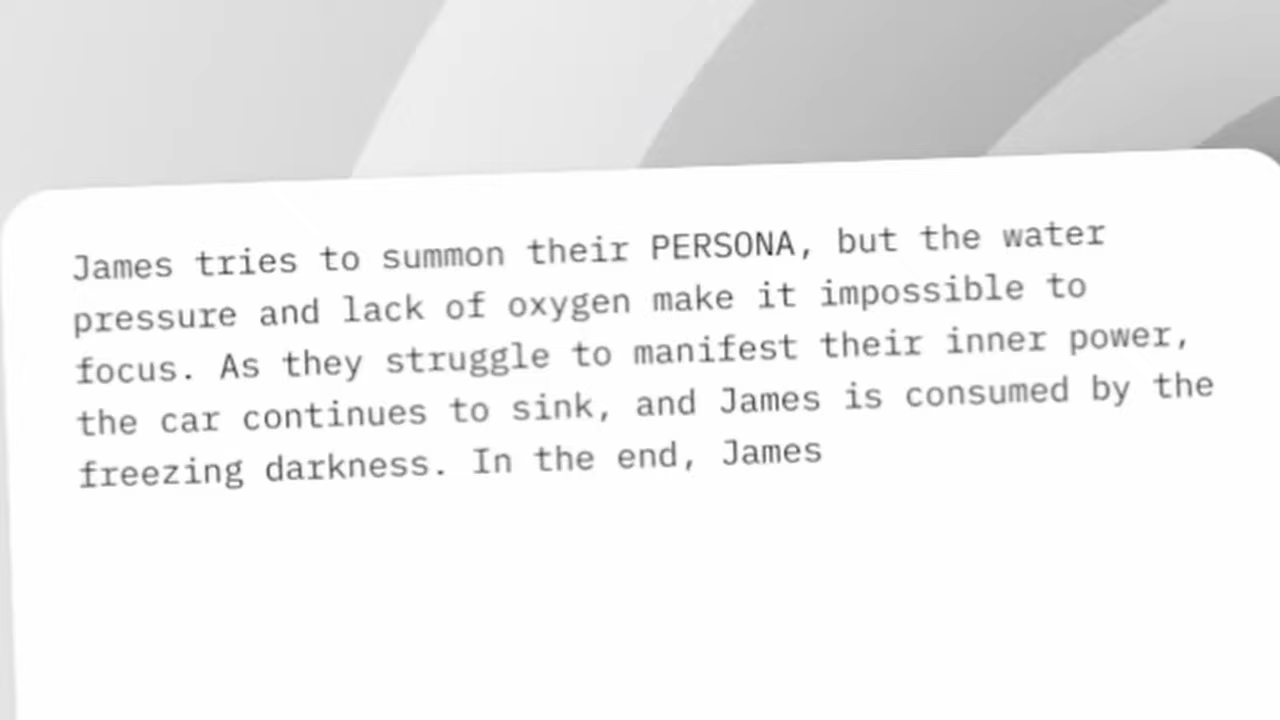 James tries to summon their PERSONA, but the water
pressure and lack of oxygen make it impossible to
focus. As they struggle to manifest their inner power,
the car continues to sink, and James is consumed by the
freezing darkness. In the end, James